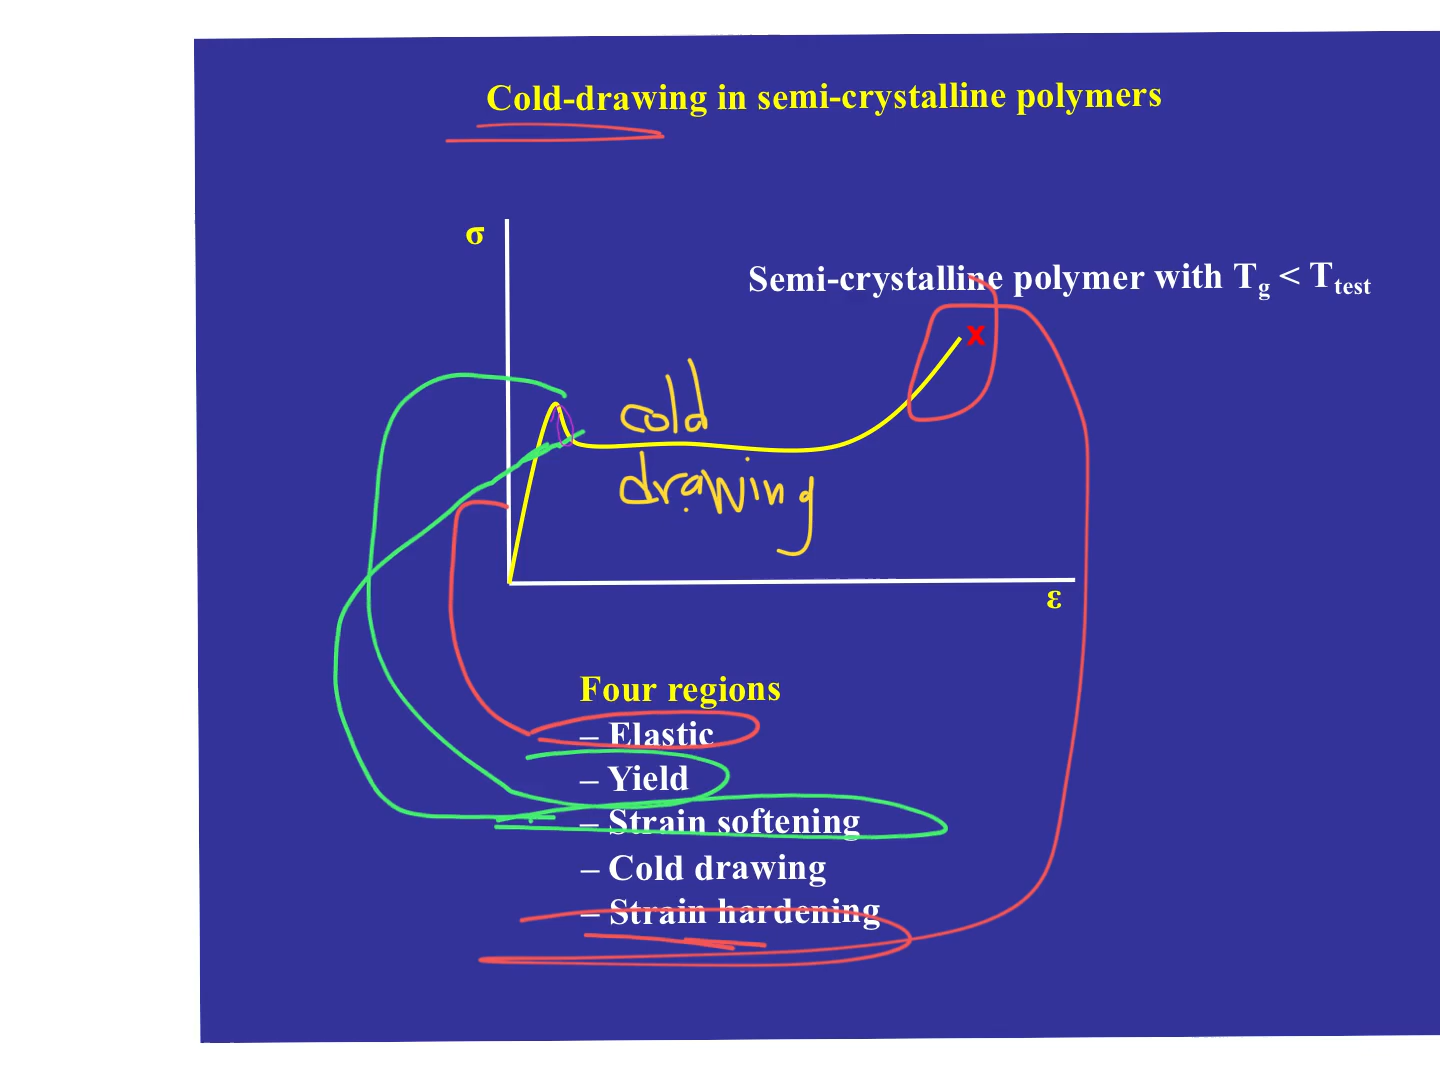 Cold-drawing in semi-crystalline polymers
σ
Semi-crystalline polymer with Tg < Ttest
x
cold
drawing
ε
Four regions
– Elastic
– Yield
– Strain softening
– Cold drawing
– Strain hardening